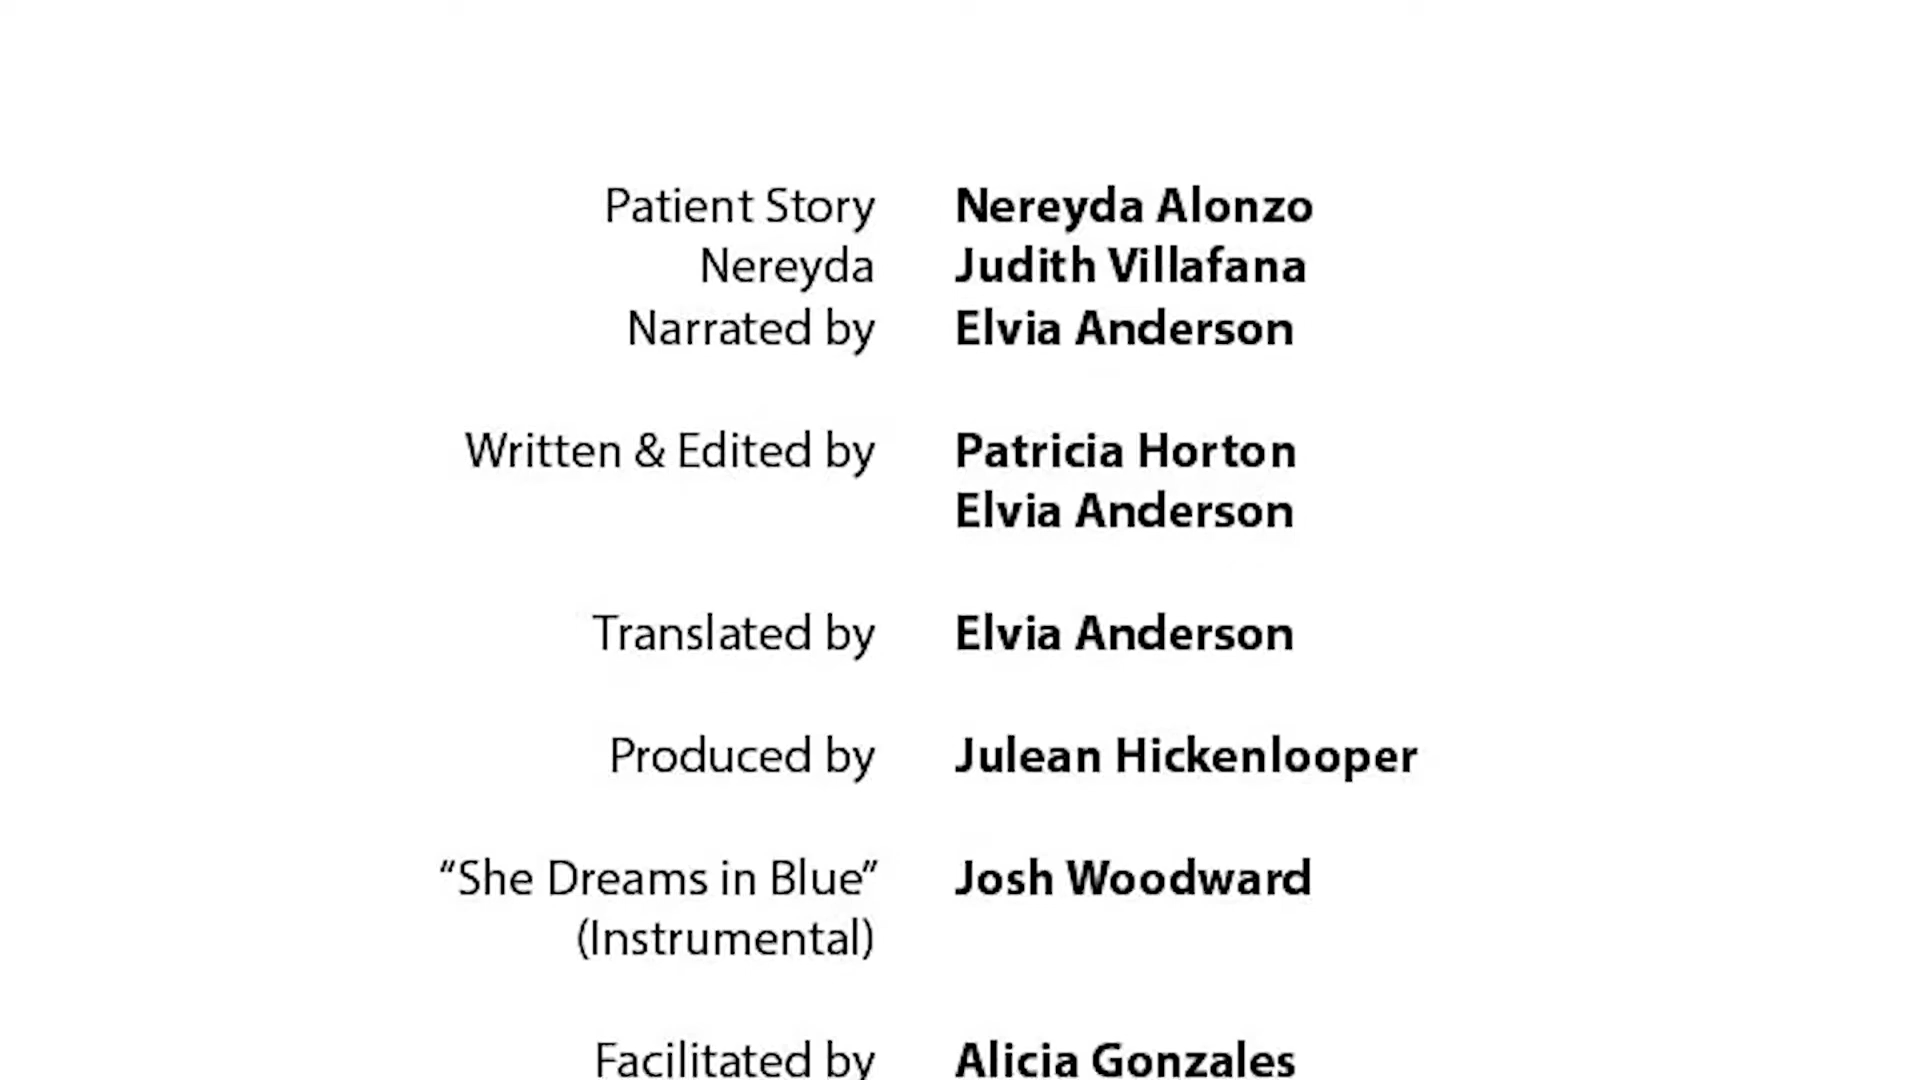 Patient Story Nereyda Alonzo
Nereyda Judith Villafana
Narrated by Elvia Anderson
Written & Edited by Patricia Horton
Elvia Anderson
Translated by Elvia Anderson
Produced by Julean Hickenlooper
“She Dreams in Blue” Josh Woodward
(Instrumental)
Facilitated by Alicia Gonzales